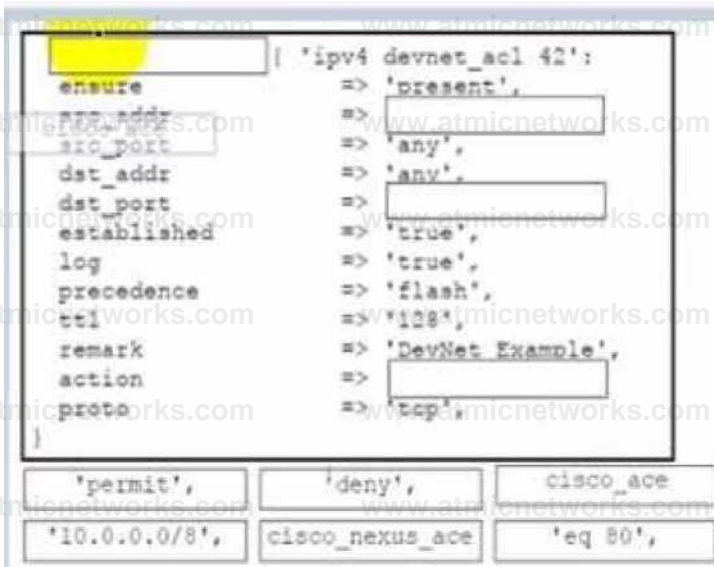 { 'ipv4 devnet_acl 42':
ensure => 'present',
src_addr =>
cisco_ace
src_port => 'any',
dst_addr => 'any',
dst_port =>
established => 'true',
log => 'true',
precedence => 'flash',
ttl => '128',
remark => 'DevNet Example',
action =>
proto => 'tcp',
}
'permit', 'deny', cisco_ace
'10.0.0.0/8', cisco_nexus_ace 'eq 80',
www.atmicnetworks.com